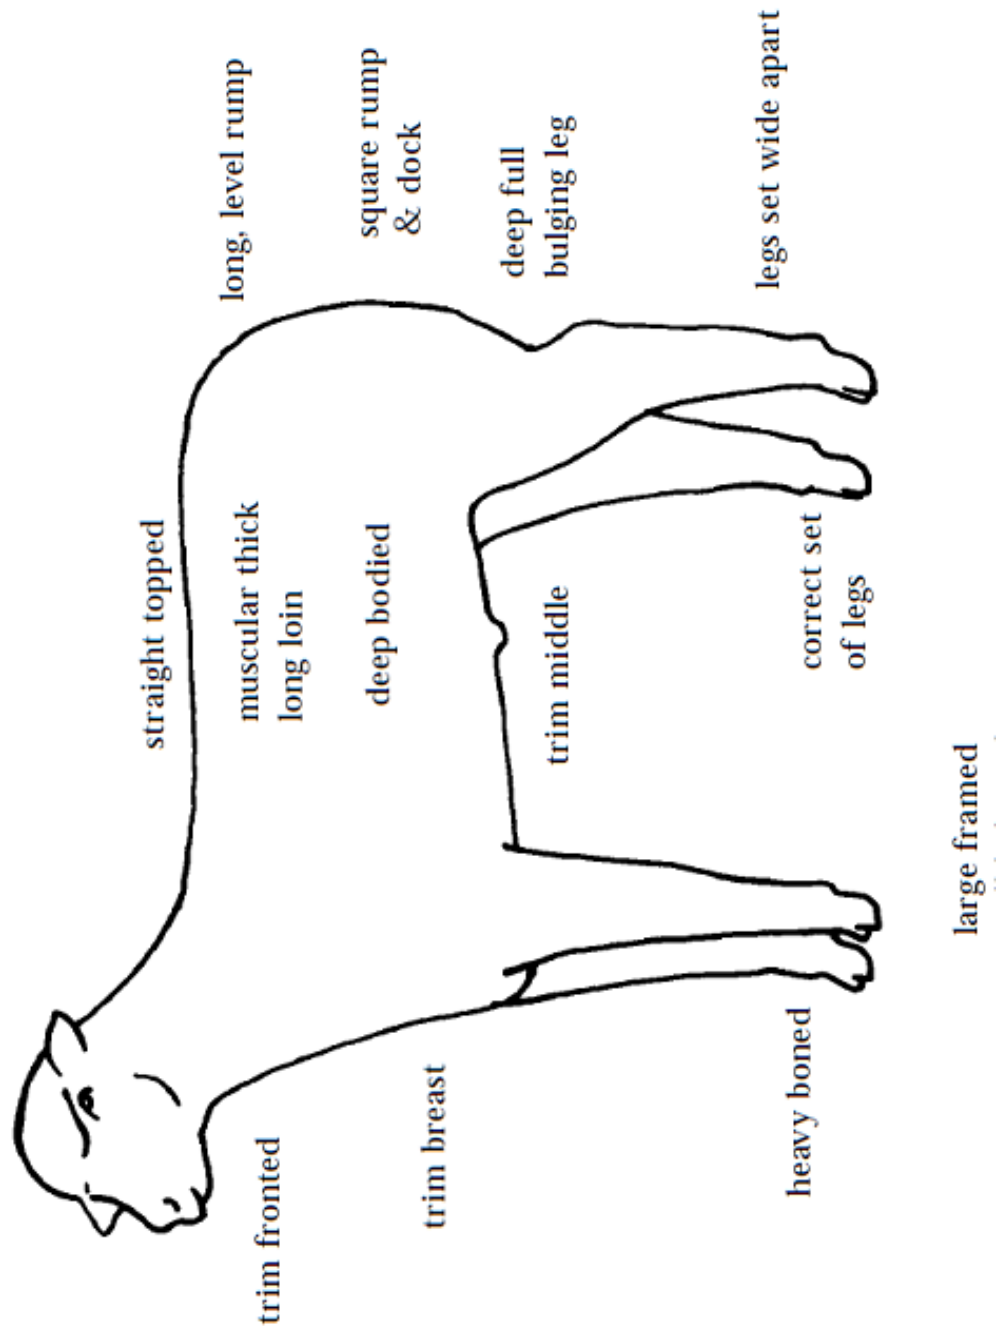 straight topped
long, level rump
muscular thick
long loin
square rump
& dock
trim fronted
deep bodied
deep full
bulging leg
trim breast
trim middle
legs set wide apart
correct set
of legs
heavy boned
large framed